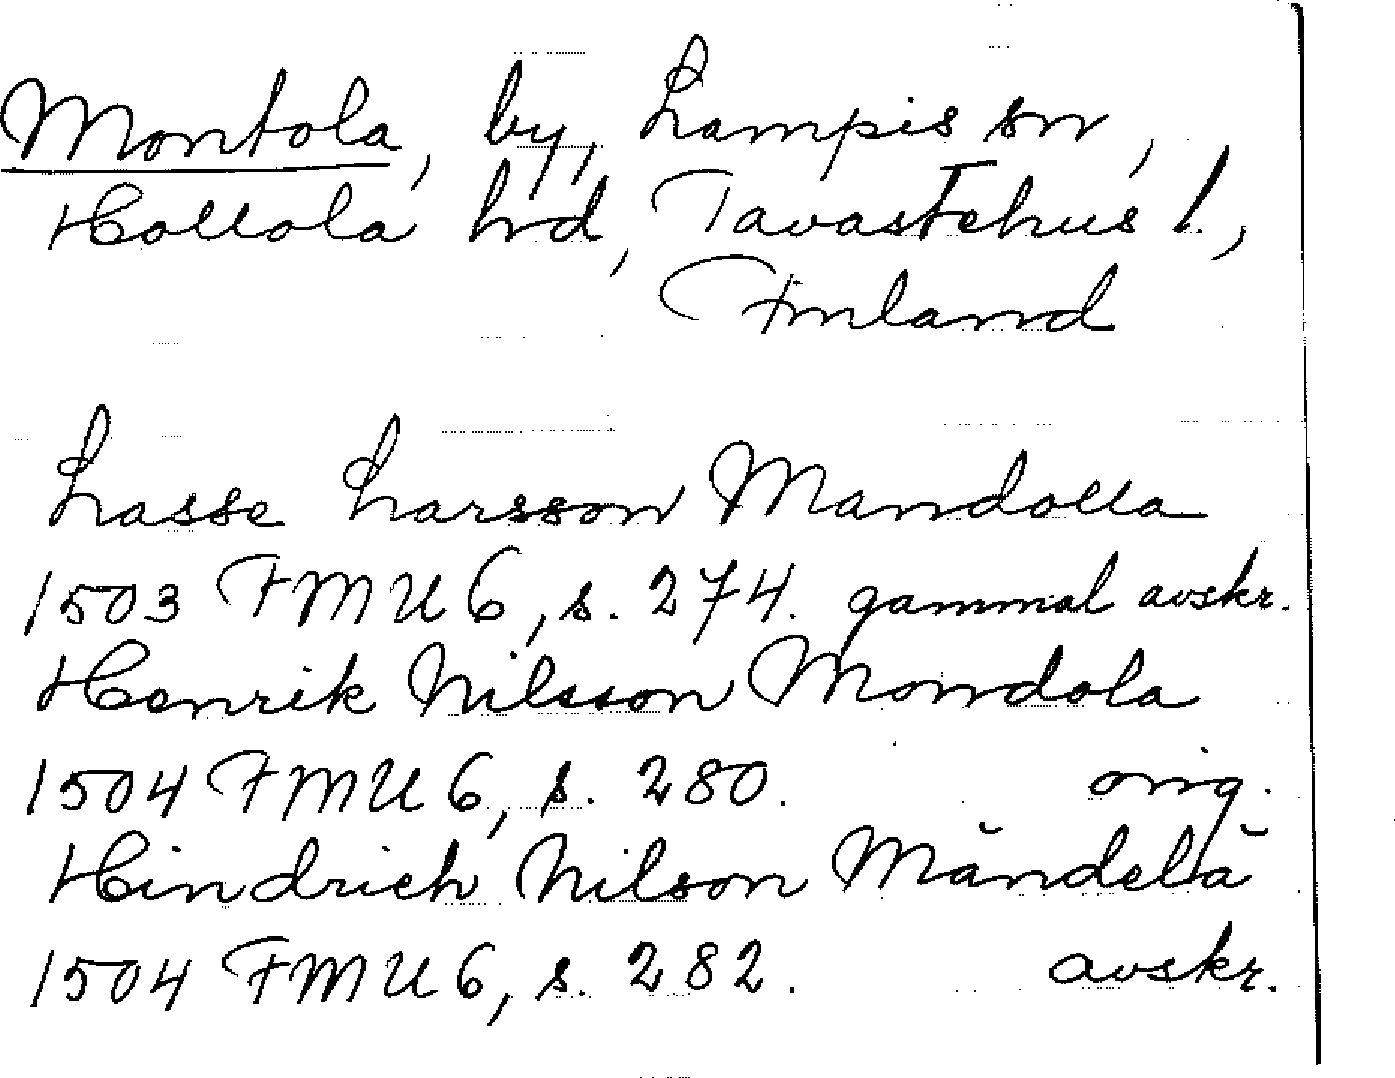 Montola, by, Lampis sn,
Hollola hd, Tavastehus l.,
Finland
Lasse Larsson Mandolla
1503 FMU 6, s. 274. gammal avskr.
Henrik Nilsson Mondola
1504 FMU 6, s. 280. orig.
Hindrich Nilson Mändelä
1504 FMU 6, s. 282. avskr.